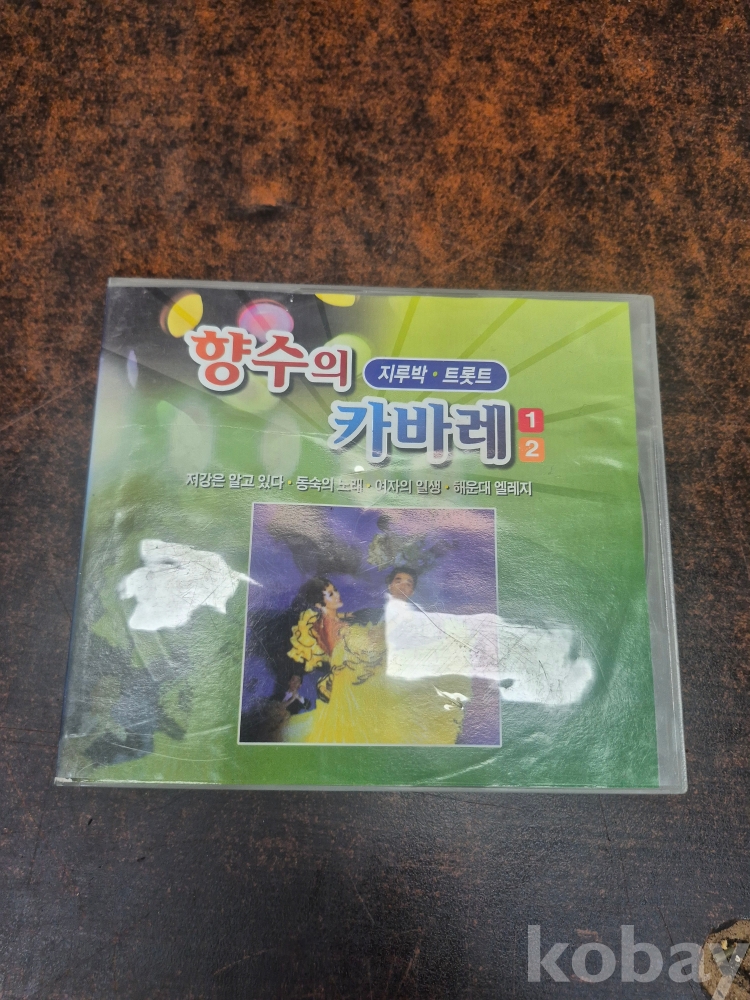 향수의
지루박·트롯트
카바레 1 2
저강은 알고 있다·동숙의 노래·여자의 일생·해운대 엘레지
kobay